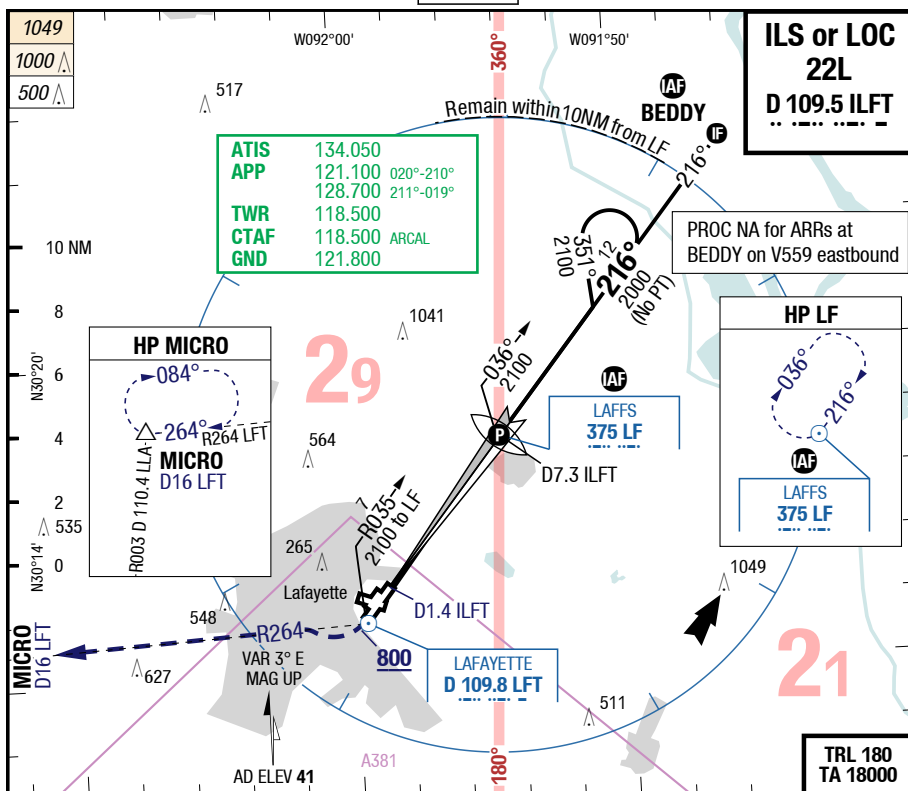 1049
1000
500
W092°00'
W091°50'
360°
ILS or LOC
22L
D 109.5 ILFT
517
IAF
BEDDY
IF
Remain within 10NM from LF
216°
ATIS 134.050
APP 121.100 020°-210°
128.700 211°-019°
TWR 118.500
CTAF 118.500 ARCAL
GND 121.800
PROC NA for ARRs at
BEDDY on V559 eastbound
351°
2100
12
216°
2000
(No PT)
10 NM
8
6
4
2
0
N30°20'
N30°14'
1041
29
HP MICRO
084°
264°
R264 LFT
MICRO
D16 LFT
R003 D 110.4 LLA
HP LF
036°
216°
IAF
LAFFS
375 LF
036°
2100
IAF
LAFFS
375 LF
P
D7.3 ILFT
564
535
7
R035
2100 to LF
265
Lafayette
D1.4 ILFT
1049
548
R264
MICRO
D16 LFT
800
627
VAR 3° E
MAG UP
LAFAYETTE
D 109.8 LFT
21
511
A381
180°
AD ELEV 41
TRL 180
TA 18000